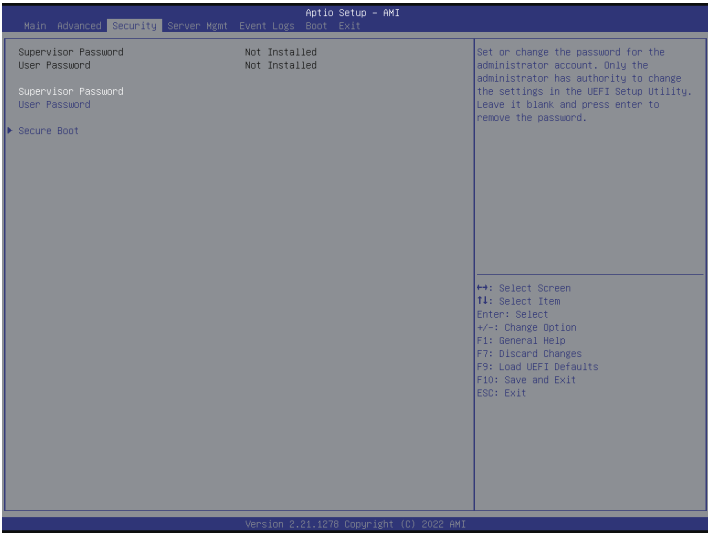 Aptio Setup - AMI
Main Advanced Security Server Mgmt Event Logs Boot Exit
Supervisor Password Not Installed
User Password Not Installed
Supervisor Password
User Password
Secure Boot
Set or change the password for the
administrator account. Only the
administrator has authority to change
the settings in the UEFI Setup Utility.
Leave it blank and press enter to
remove the password.
↔: Select Screen
↑↓: Select Item
Enter: Select
+/-: Change Option
F1: General Help
F7: Discard Changes
F9: Load UEFI Defaults
F10: Save and Exit
ESC: Exit
Version 2.21.1278 Copyright (C) 2022 AMI